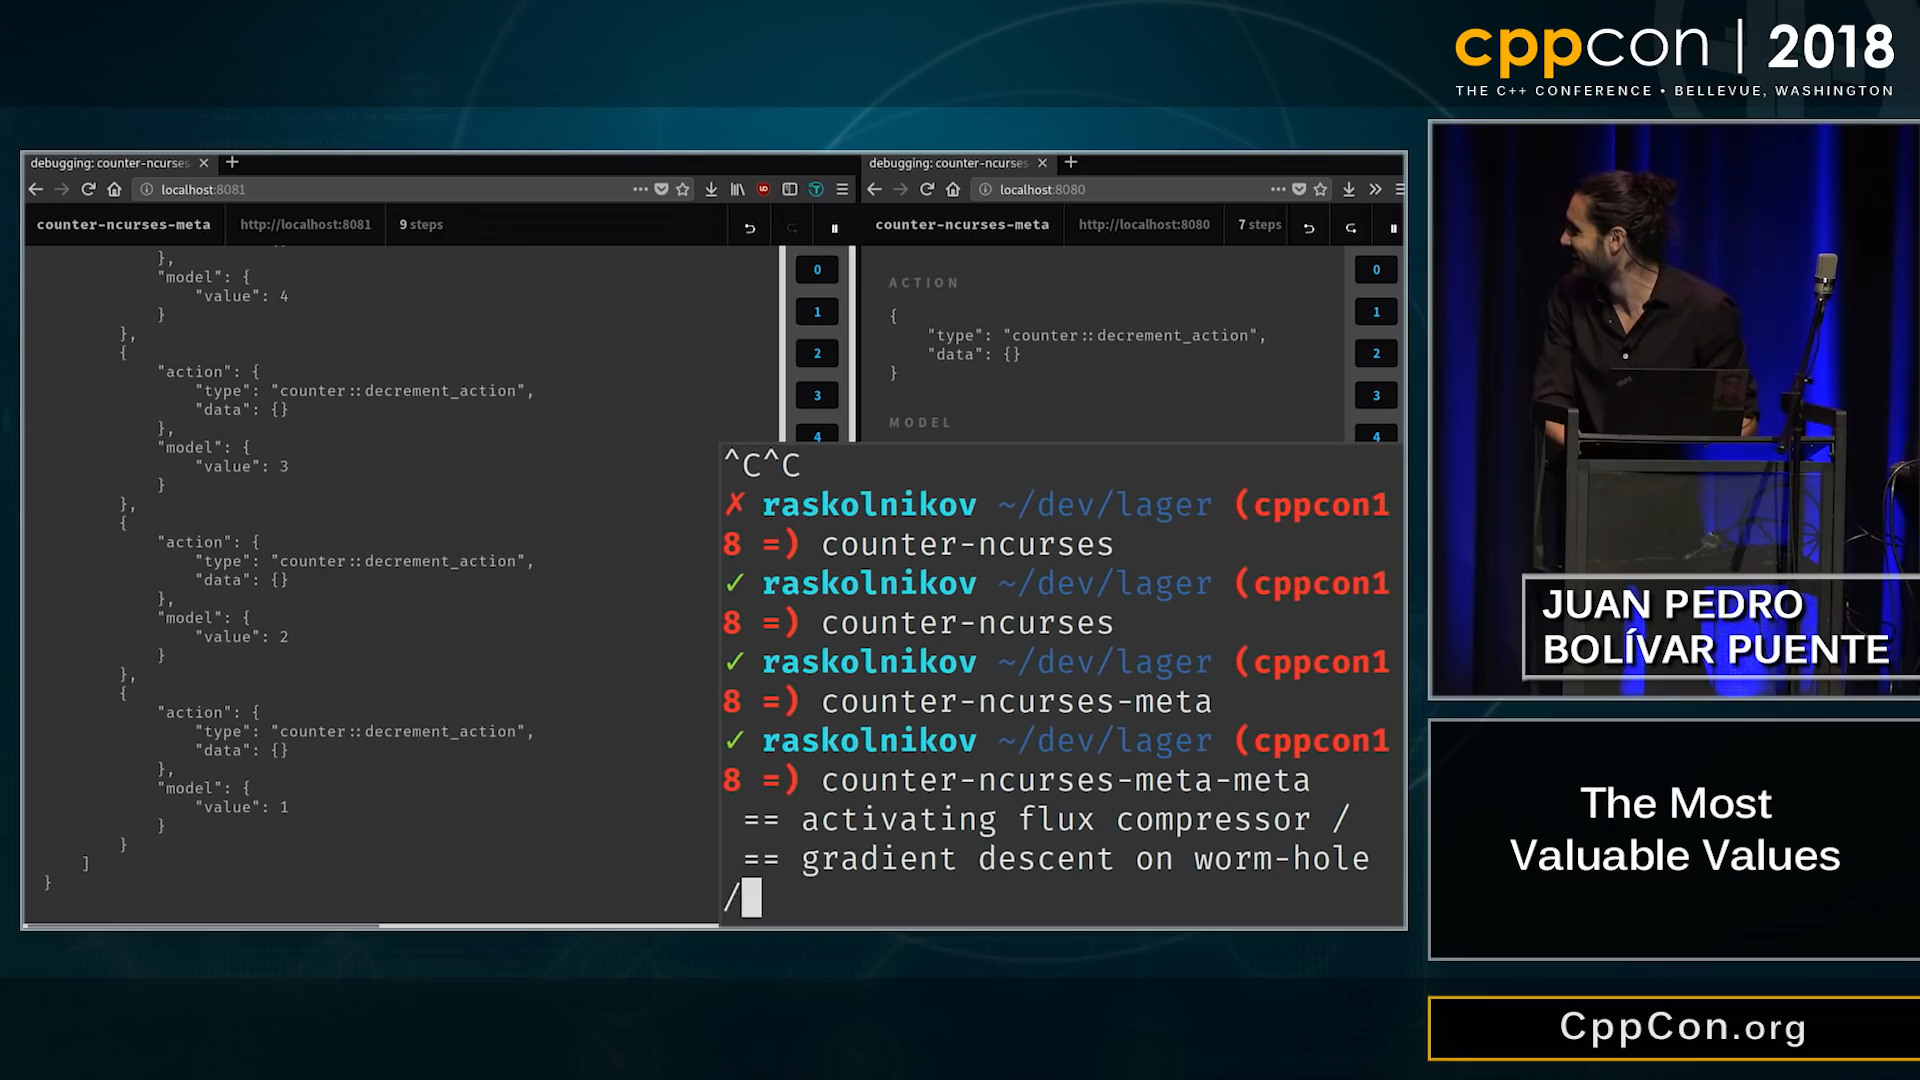 cppcon | 2018
THE C++ CONFERENCE • BELLEVUE, WASHINGTON
debugging: counter-ncurses
localhost:8081
counter-ncurses-meta
http://localhost:8081
9 steps
},
"model": {
"value": 4
}
},
{
"action": {
"type": "counter::decrement_action",
"data": {}
},
"model": {
"value": 3
}
},
{
"action": {
"type": "counter::decrement_action",
"data": {}
},
"model": {
"value": 2
}
},
{
"action": {
"type": "counter::decrement_action",
"data": {}
},
"model": {
"value": 1
}
}
]
}
0
1
2
3
4
debugging: counter-ncurses
localhost:8080
counter-ncurses-meta
http://localhost:8080
7 steps
ACTION
{
"type": "counter::decrement_action",
"data": {}
}
MODEL
0
1
2
3
4
^C^C
✗ raskolnikov ~/dev/lager (cppcon1
8 =) counter-ncurses
✓ raskolnikov ~/dev/lager (cppcon1
8 =) counter-ncurses
✓ raskolnikov ~/dev/lager (cppcon1
8 =) counter-ncurses-meta
✓ raskolnikov ~/dev/lager (cppcon1
8 =) counter-ncurses-meta-meta
== activating flux compressor /
== gradient descent on worm-hole
/
JUAN PEDRO
BOLÍVAR PUENTE
The Most
Valuable Values
CppCon.org